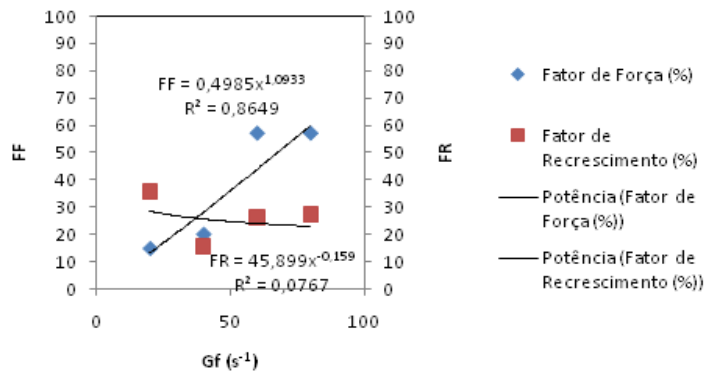 100
90
80
70
60
50
40
30
20
10
0
FF
FF = 0,4985x^1,0933
R² = 0,8649
FR = 45,899x^-0,159
R² = 0,0767
100
90
80
70
60
50
40
30
20
10
0
FR
0
50
100
Gf (s⁻¹)
Fator de Força (%)
Fator de
Recrescimento (%)
Potência (Fator de
Força (%))
Potência (Fator de
Recrescimento (%))